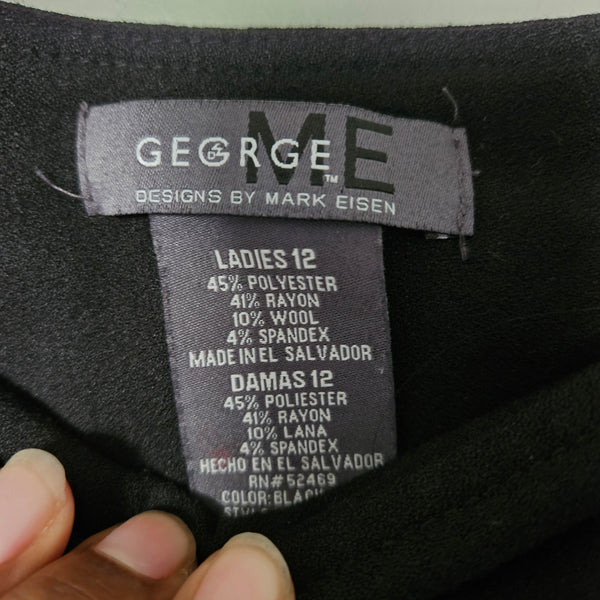 GEORGE ME
™
DESIGNS BY MARK EISEN
LADIES 12
45% POLYESTER
41% RAYON
10% WOOL
4% SPANDEX
MADE IN EL SALVADOR
DAMAS 12
45% POLIESTER
41% RAYON
10% LANA
4% SPANDEX
HECHO EN EL SALVADOR
RN# 52469
COLOR: BLACK